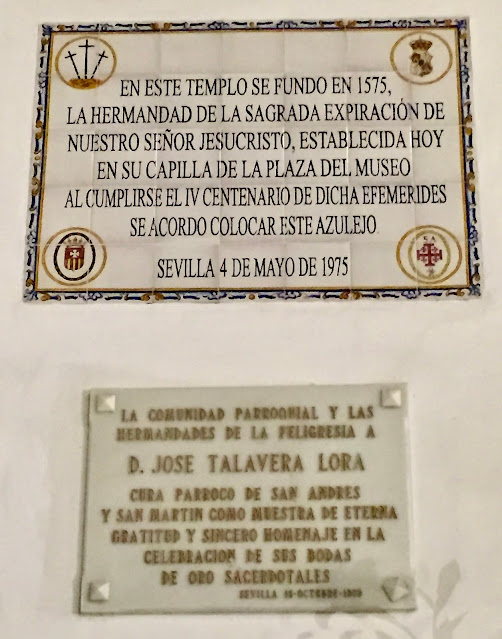 EN ESTE TEMPLO SE FUNDO EN 1575,
LA HERMANDAD DE LA SAGRADA EXPIRACIÓN DE
NUESTRO SEÑOR JESUCRISTO, ESTABLECIDA HOY
EN SU CAPILLA DE LA PLAZA DEL MUSEO
AL CUMPLIRSE EL IV CENTENARIO DE DICHA EFEMERIDES
SE ACORDO COLOCAR ESTE AZULEJO
SEVILLA 4 DE MAYO DE 1975
LA COMUNIDAD PARROQUIAL Y LAS
HERMANDADES DE LA FELIGRESIA A
D. JOSE TALAVERA LORA
CURA PARROCO DE SAN ANDRES
Y SAN MARTIN COMO MUESTRA DE ETERNA
GRATITUD Y SINCERO HOMENAJE EN LA
CELEBRACION DE SUS BODAS
DE ORO SACERDOTALES
SEVILLA OCTUBRE